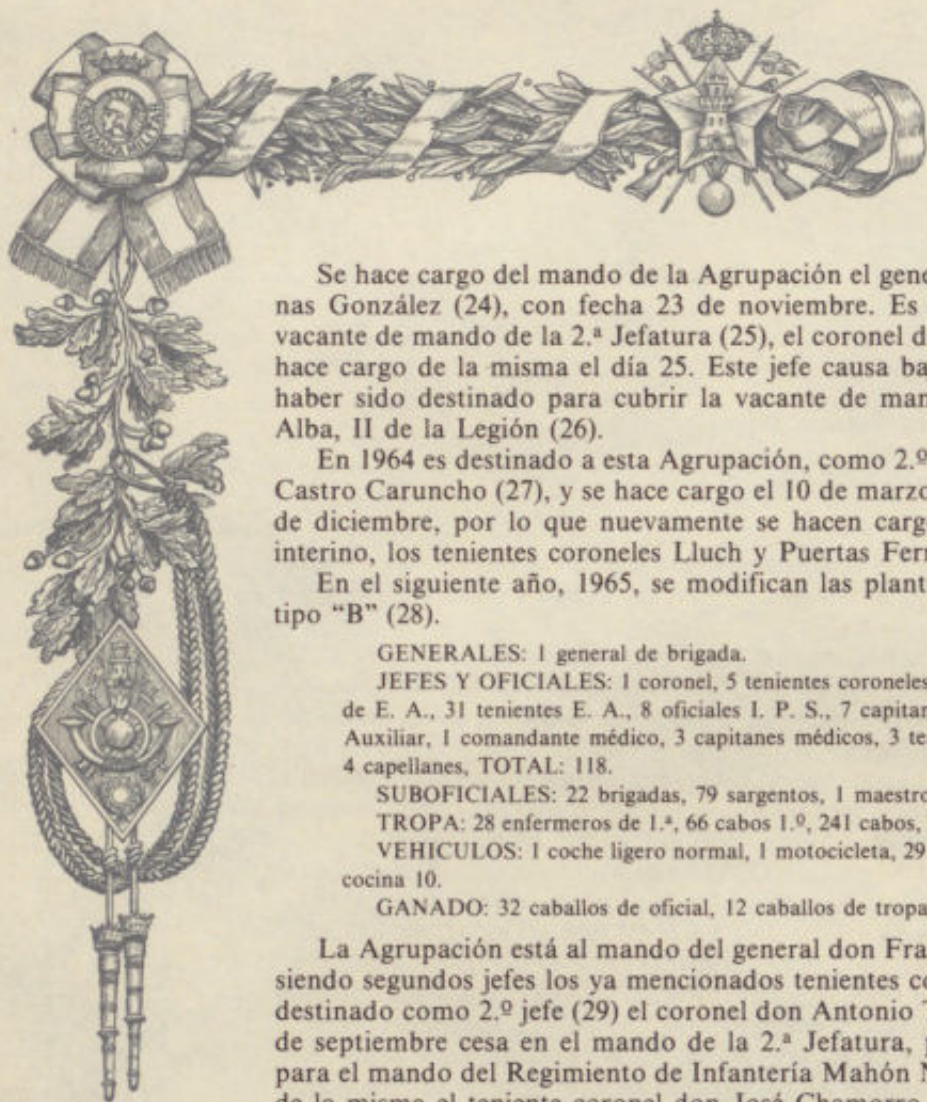 Se hace cargo del mando de la Agrupación el gene
nas González (24), con fecha 23 de noviembre. Es
vacante de mando de la 2.ª Jefatura (25), el coronel d
hace cargo de la misma el día 25. Este jefe causa ba
haber sido destinado para cubrir la vacante de man
Alba, II de la Legión (26).
En 1964 es destinado a esta Agrupación, como 2.º
Castro Caruncho (27), y se hace cargo el 10 de marzo
de diciembre, por lo que nuevamente se hacen carg
interino, los tenientes coroneles Lluch y Puertas Ferr
En el siguiente año, 1965, se modifican las plant
tipo “B” (28).
GENERALES: 1 general de brigada.
JEFES Y OFICIALES: 1 coronel, 5 tenientes coroneles
de E. A., 31 tenientes E. A., 8 oficiales I. P. S., 7 capitan
Auxiliar, 1 comandante médico, 3 capitanes médicos, 3 te
4 capellanes, TOTAL: 118.
SUBOFICIALES: 22 brigadas, 79 sargentos, 1 maestro
TROPA: 28 enfermeros de 1.ª, 66 cabos 1.º, 241 cabos,
VEHICULOS: 1 coche ligero normal, 1 motocicleta, 29
cocina 10.
GANADO: 32 caballos de oficial, 12 caballos de tropa
La Agrupación está al mando del general don Fra
siendo segundos jefes los ya mencionados tenientes co
destinado como 2.º jefe (29) el coronel don Antonio T
de septiembre cesa en el mando de la 2.ª Jefatura, p
para el mando del Regimiento de Infantería Mahón N
de la misma el teniente coronel don José Chamorro